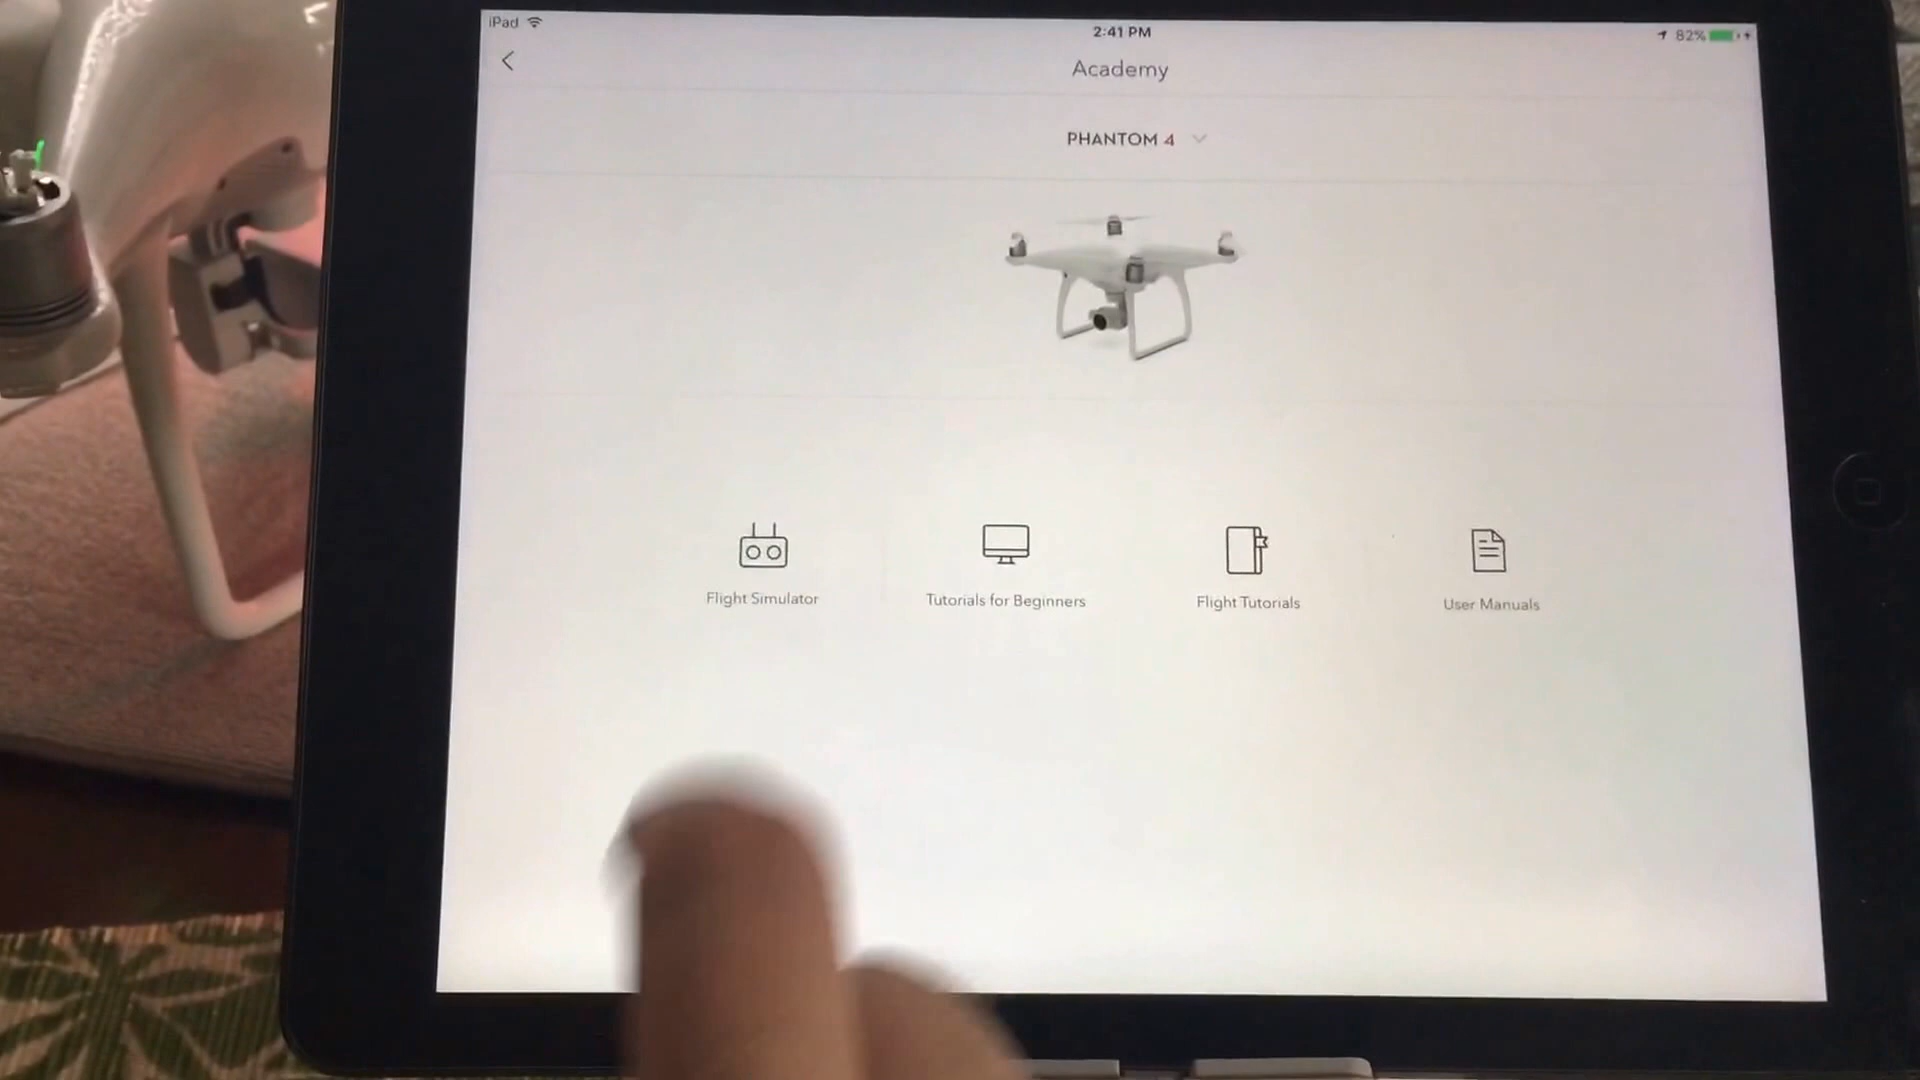 iPad
2:41 PM
82%
Academy
PHANTOM 4
Flight Simulator
Tutorials for Beginners
Flight Tutorials
User Manuals